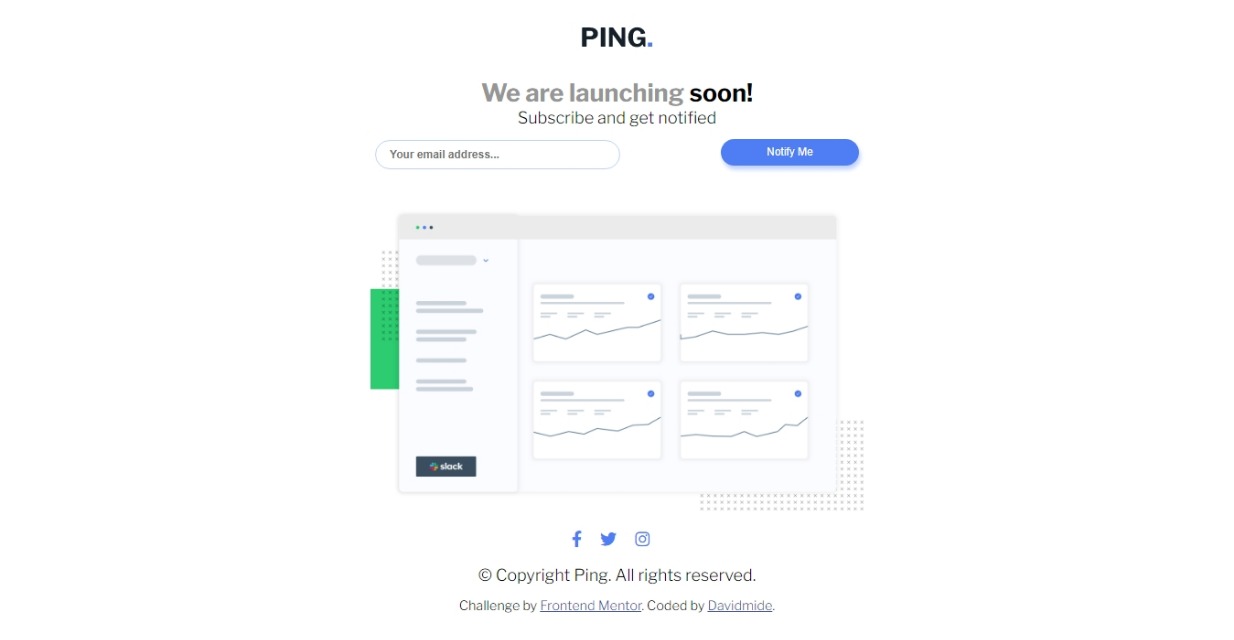 PING.
We are launching soon!
Subscribe and get notified
Your email address... Notify Me
slack
© Copyright Ping. All rights reserved.
Challenge by Frontend Mentor. Coded by Davidmide.